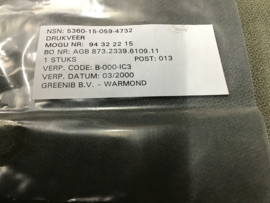 NSN: 5360-15-059-4732
DRUKVEER
MOGU NR: 94 32 22 15
BO NR: AGB 873.2339.6109.11
1 STUKS POST: 013
VERP. CODE: B-000-IC3
VERP. DATUM: 03/2000
GREENIB B.V. - WARMOND